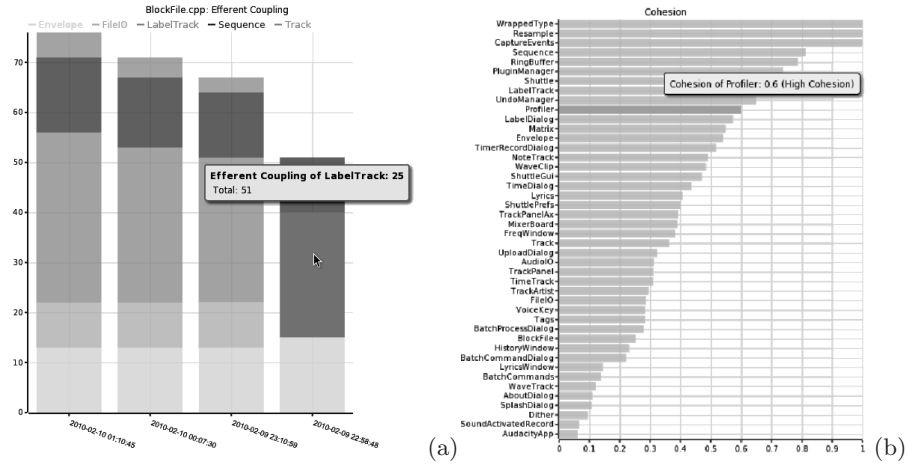 BlockFile.cpp: Efferent Coupling
Envelope FileIO LabelTrack Sequence Track
70
60
50
40
30
20
10
0
Efferent Coupling of LabelTrack: 25
Total: 51
2010-02-10 01:10:45
2010-02-10 00:07:30
2010-02-09 23:10:59
2010-02-09 22:58:48
(a)
Cohesion
WrappedType
Resample
CaptureEvents
Sequence
RingBuffer
PluginManager
Shuttle
LabelTrack
UndoManager
Profiler
LabelDialog
Matrix
Envelope
TimerRecordDialog
NoteTrack
WaveClip
ShuttleGui
TimeDialog
Lyrics
ShuttlePrefs
TrackPanelAx
MixerBoard
FreqWindow
Track
UploadDialog
AudioIO
TrackPanel
TimeTrack
TrackArtist
FileIO
VoiceKey
Tags
BatchProcessDialog
BlockFile
HistoryWindow
BatchCommandDialog
LyricsWindow
BatchCommands
WaveTrack
AboutDialog
SplashDialog
Dither
SoundActivatedRecord
AudacityApp
Cohesion of Profiler: 0.6 (High Cohesion)
0 0.1 0.2 0.3 0.4 0.5 0.6 0.7 0.8 0.9 1
(b)